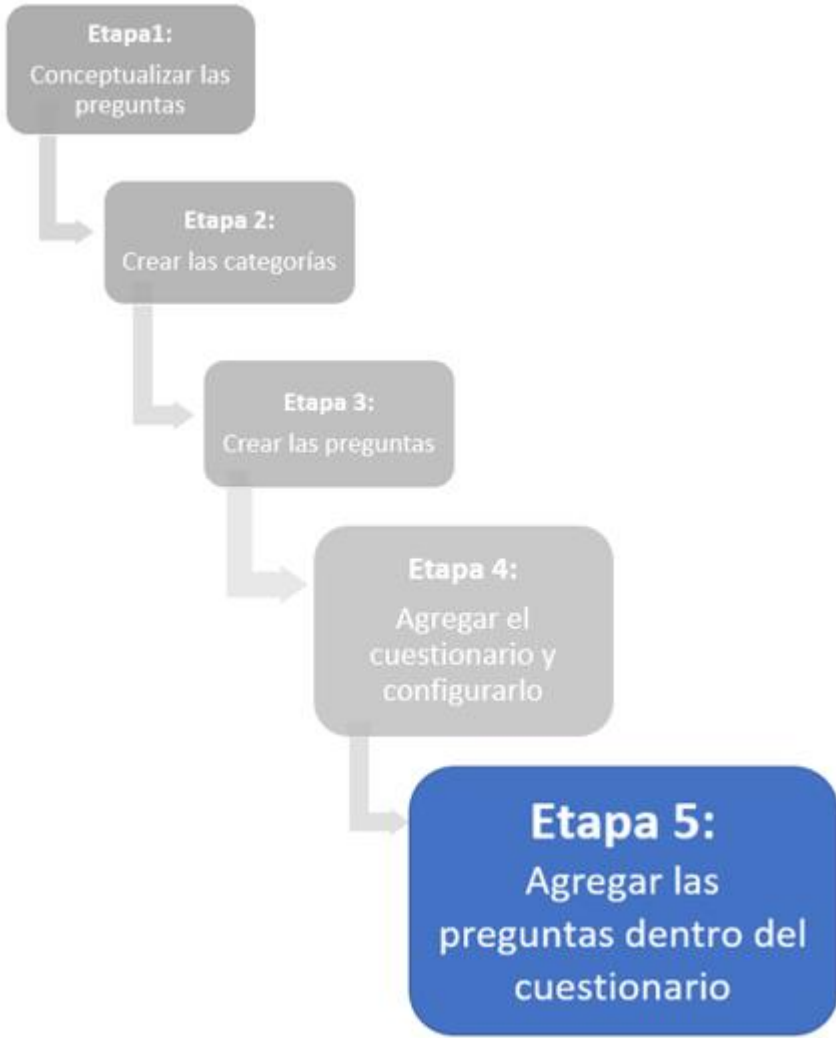 Etapa1:
Conceptualizar las
preguntas
Etapa 2:
Crear las categorías
Etapa 3:
Crear las preguntas
Etapa 4:
Agregar el
cuestionario y
configurarlo
Etapa 5:
Agregar las
preguntas dentro del
cuestionario